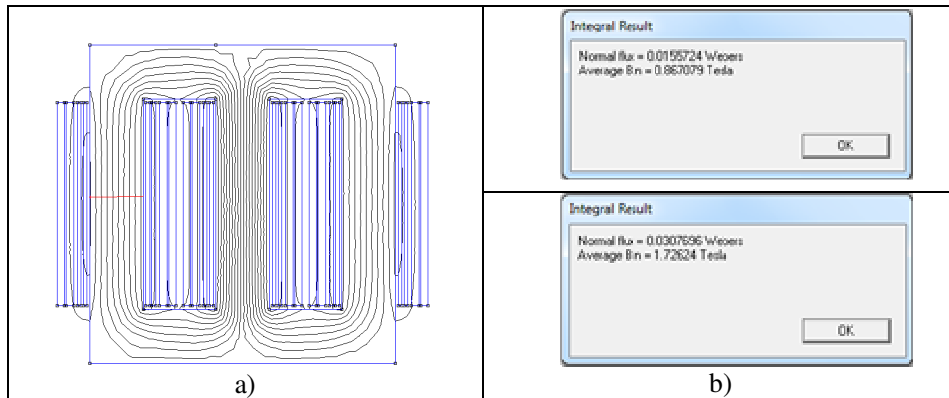 a)
Integral Result
Normal flux = 0.0155724 Webers
Average B.n = 0.867079 Tesla
OK
Integral Result
Normal flux = 0.0307696 Webers
Average B.n = 1.72624 Tesla
OK
b)